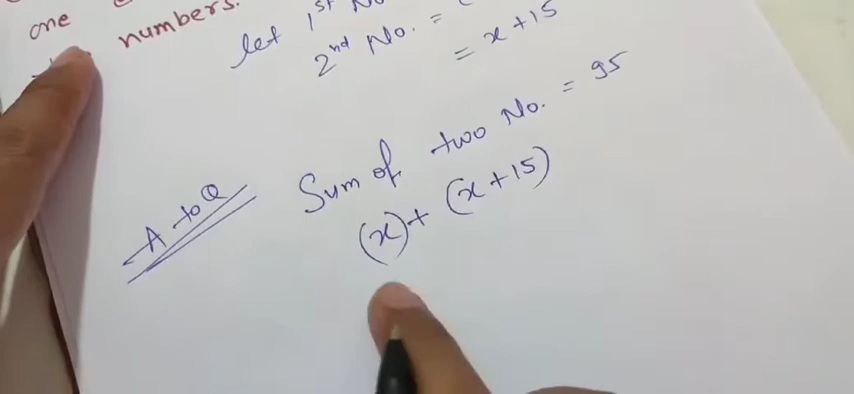 one
numbers.
let 1st No
2nd No. =
= x + 15
Sum of two No. = 95
A to Q
(x) + (x + 15)